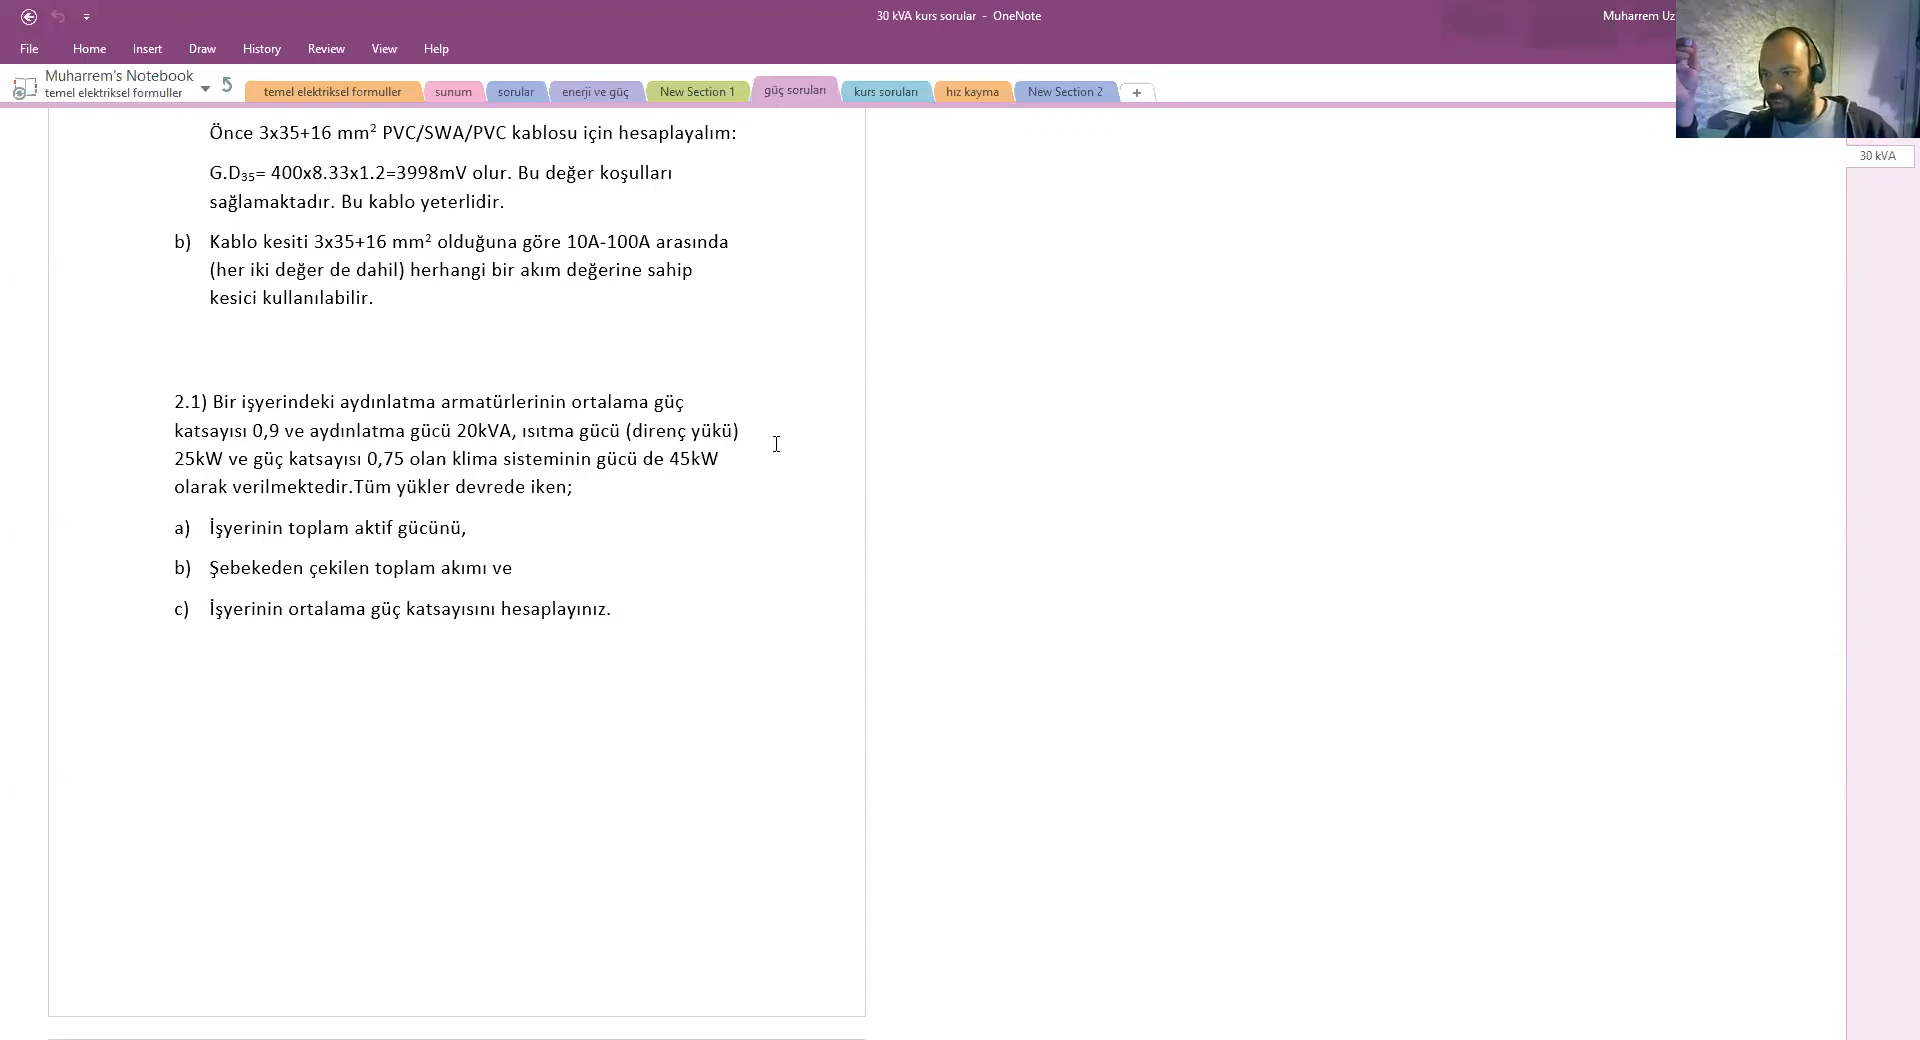 30 kVA kurs sorular - OneNote
Muharrem Uz
File Home Insert Draw History Review View Help
Muharrem's Notebook
temel elektriksel formuller
temel elektriksel formuller sunum sorular enerji ve güç New Section 1 güç soruları kurs soruları hız kayma New Section 2 +
30 kVA
Önce 3x35+16 mm² PVC/SWA/PVC kablosu için hesaplayalım:
G.D₃₅= 400x8.33x1.2=3998mV olur. Bu değer koşulları
sağlamaktadır. Bu kablo yeterlidir.
b) Kablo kesiti 3x35+16 mm² olduğuna göre 10A-100A arasında
(her iki değer de dahil) herhangi bir akım değerine sahip
kesici kullanılabilir.
2.1) Bir işyerindeki aydınlatma armatürlerinin ortalama güç
katsayısı 0,9 ve aydınlatma gücü 20kVA, ısıtma gücü (direnç yükü)
25kW ve güç katsayısı 0,75 olan klima sisteminin gücü de 45kW
olarak verilmektedir.Tüm yükler devrede iken;
a) İşyerinin toplam aktif gücünü,
b) Şebekeden çekilen toplam akımı ve
c) İşyerinin ortalama güç katsayısını hesaplayınız.